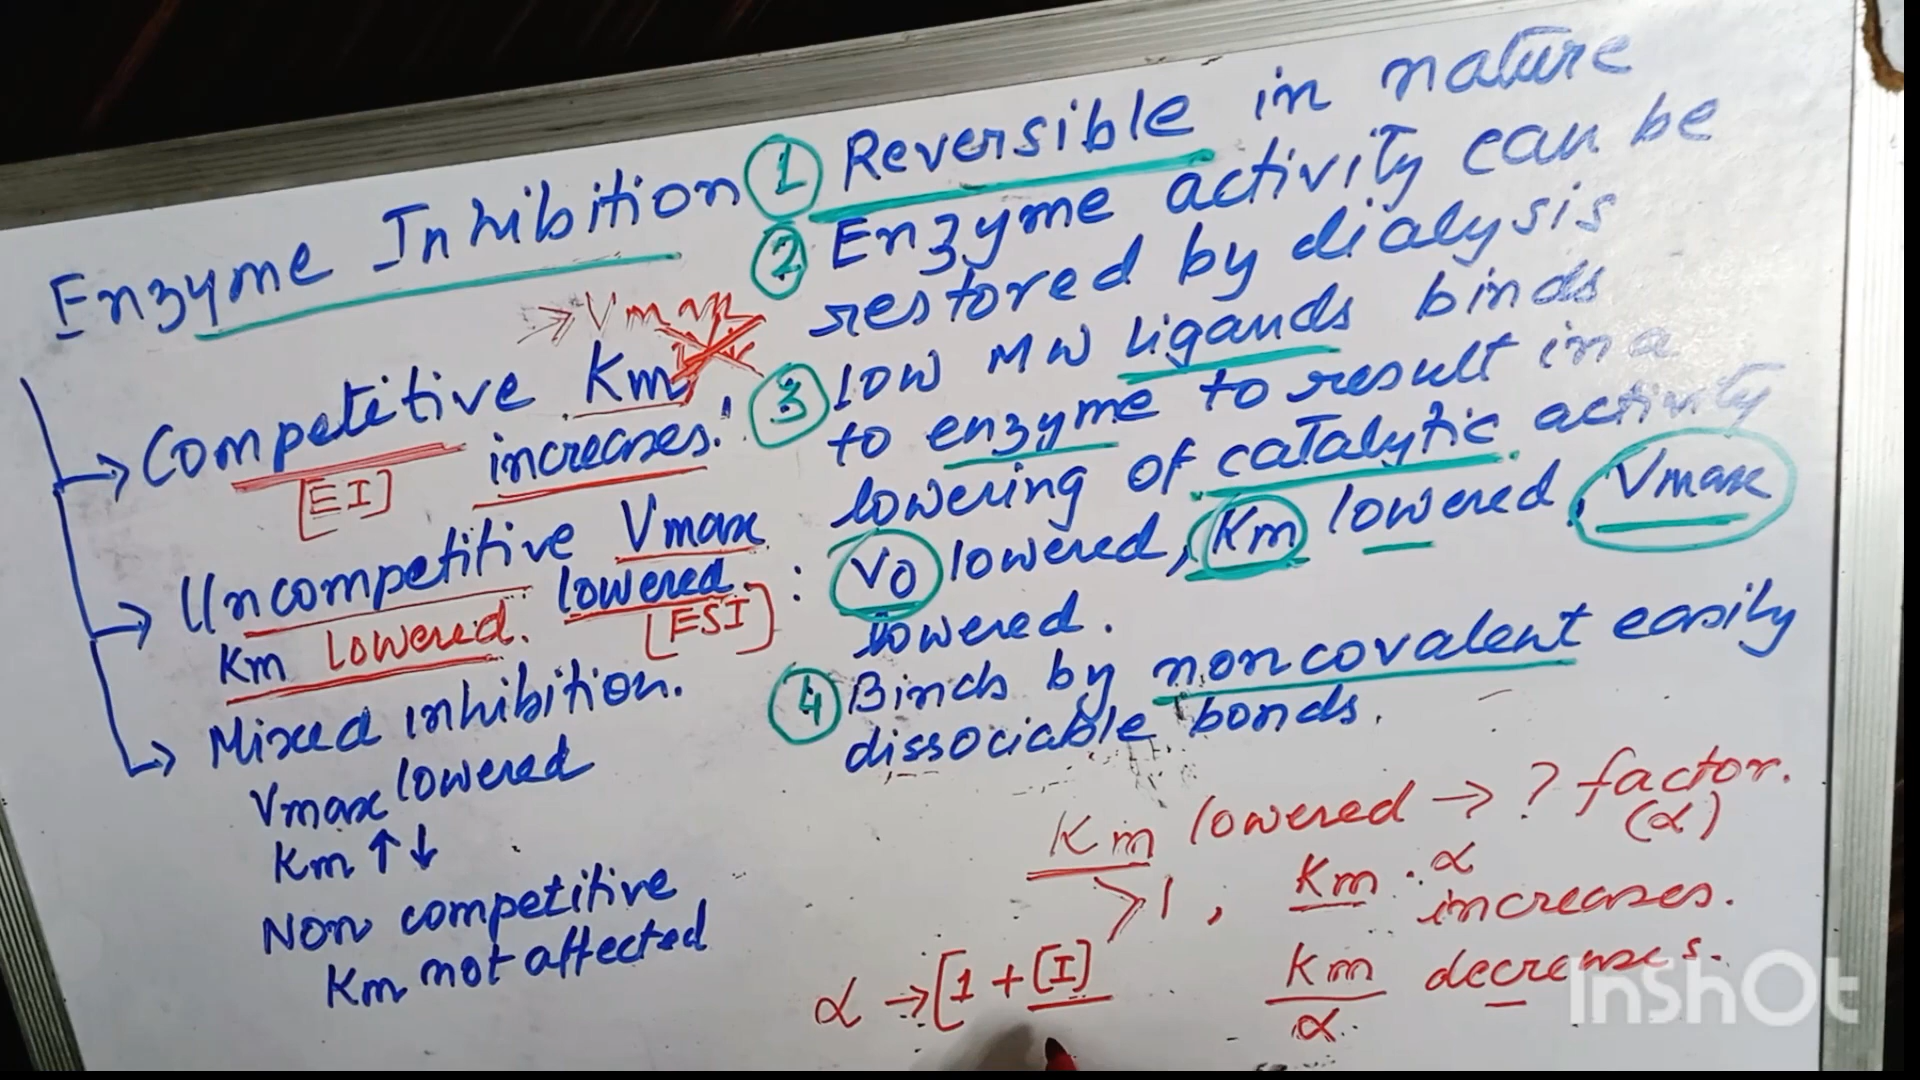 Enzyme Inhibition
→ Vmax
→ Competitive Km
[EI] increases.
→ Uncompetitive Vmax
Km lowered. lowered.
[ESI]
→ Mixed inhibition.
Vmax lowered
Km ↑↓
Non competitive
Km not affected
① Reversible in nature
② Enzyme activity can be
restored by dialysis
③ low MW ligands binds
to enzyme to result in a
lowering of catalytic activity
: V0 lowered, Km lowered, Vmax
lowered.
④ Binds by noncovalent easily
dissociable bonds.
Km lowered → ? factor.
(α)
>1, Km · α
increases.
Km decreases.
α
α → [1 + [I]
InShOt